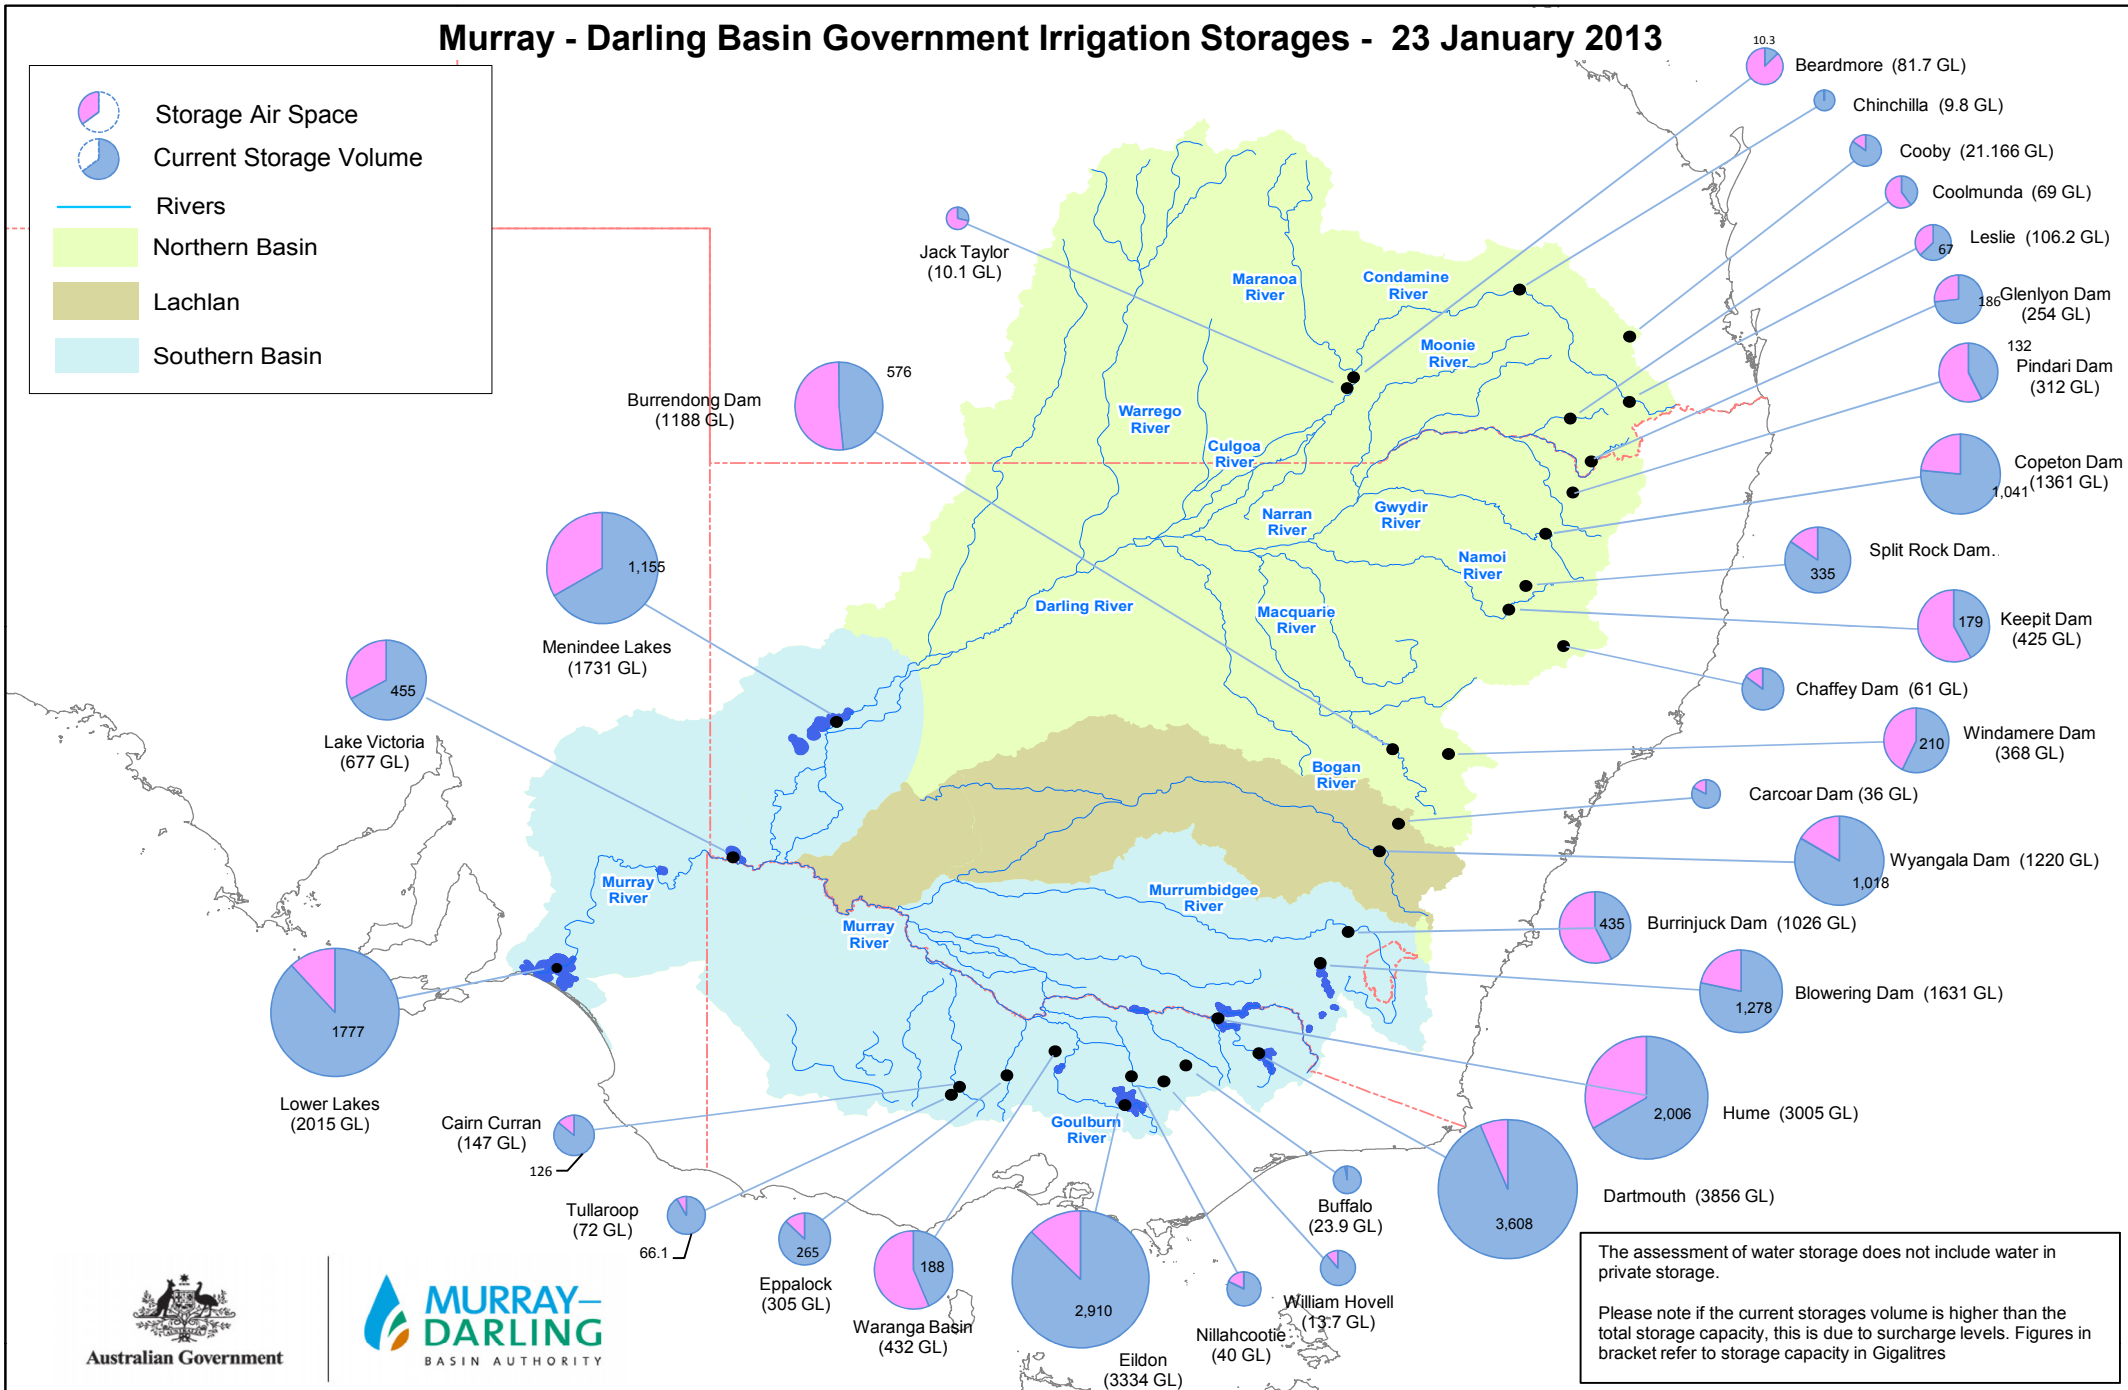 Murray - Darling Basin Government Irrigation Storages - 23 January 2013
Storage Air Space
Current Storage Volume
Rivers
Northern Basin
Lachlan
Southern Basin
10.3
Beardmore (81.7 GL)
Chinchilla (9.8 GL)
Cooby (21.166 GL)
Coolmunda (69 GL)
Leslie (106.2 GL)
67
Glenlyon Dam
(254 GL)
186
132
Pindari Dam
(312 GL)
Copeton Dam
(1361 GL)
1,041
Split Rock Dam..
335
Keepit Dam
(425 GL)
179
Chaffey Dam (61 GL)
Windamere Dam
(368 GL)
210
Carcoar Dam (36 GL)
Wyangala Dam (1220 GL)
1,018
Burrinjuck Dam (1026 GL)
435
Blowering Dam (1631 GL)
1,278
Hume (3005 GL)
2,006
Dartmouth (3856 GL)
3,608
Jack Taylor
(10.1 GL)
Burrendong Dam
(1188 GL)
576
Menindee Lakes
(1731 GL)
1,155
Lake Victoria
(677 GL)
455
Lower Lakes
(2015 GL)
1777
Cairn Curran
(147 GL)
126
Tullaroop
(72 GL)
66.1
Eppalock
(305 GL)
265
Waranga Basin
(432 GL)
188
Eildon
(3334 GL)
2,910
Nillahcootie
(40 GL)
William Hovell
(13.7 GL)
Buffalo
(23.9 GL)
Maranoa
River
Condamine
River
Moonie
River
Warrego
River
Culgoa
River
Narran
River
Gwydir
River
Namoi
River
Darling River
Macquarie
River
Bogan
River
Murray
River
Murrumbidgee
River
Murray
River
Goulburn
River
Australian Government
MURRAY–
DARLING
BASIN AUTHORITY
The assessment of water storage does not include water in
private storage.
Please note if the current storages volume is higher than the
total storage capacity, this is due to surcharge levels. Figures in
bracket refer to storage capacity in Gigalitres